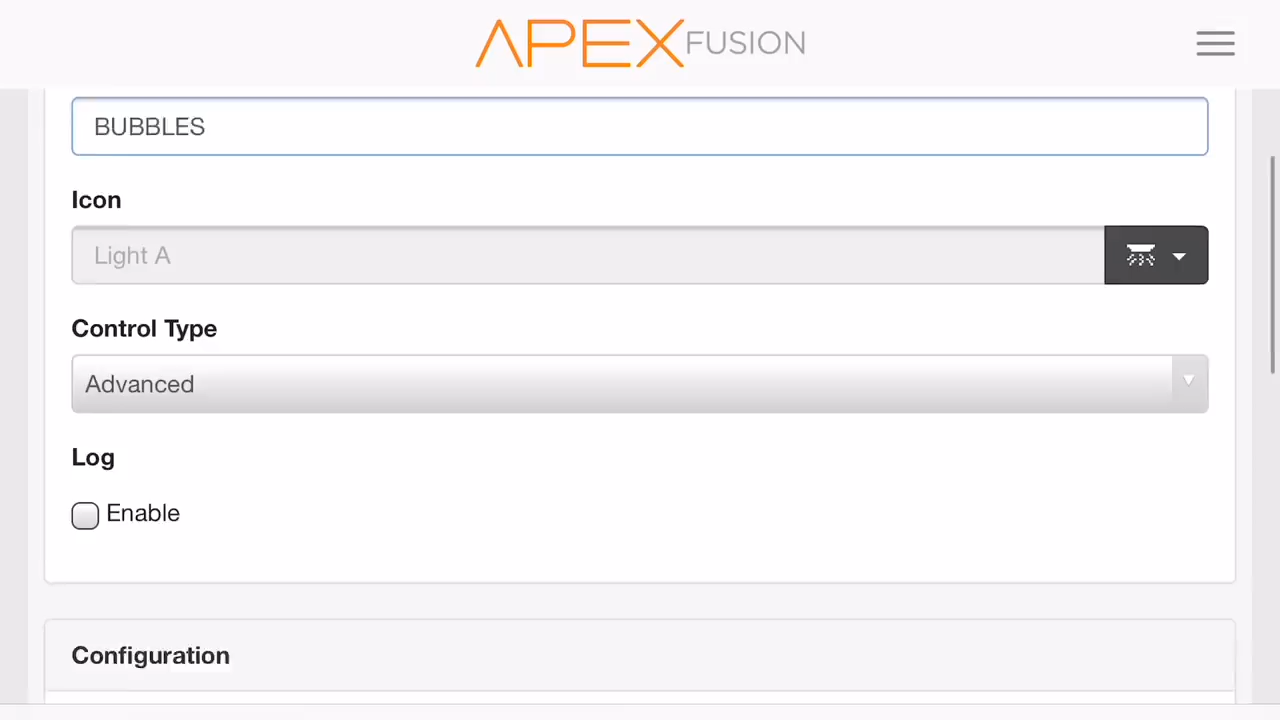 APEX FUSION
BUBBLES
Icon
Light A
Control Type
Advanced
Log
Enable
Configuration